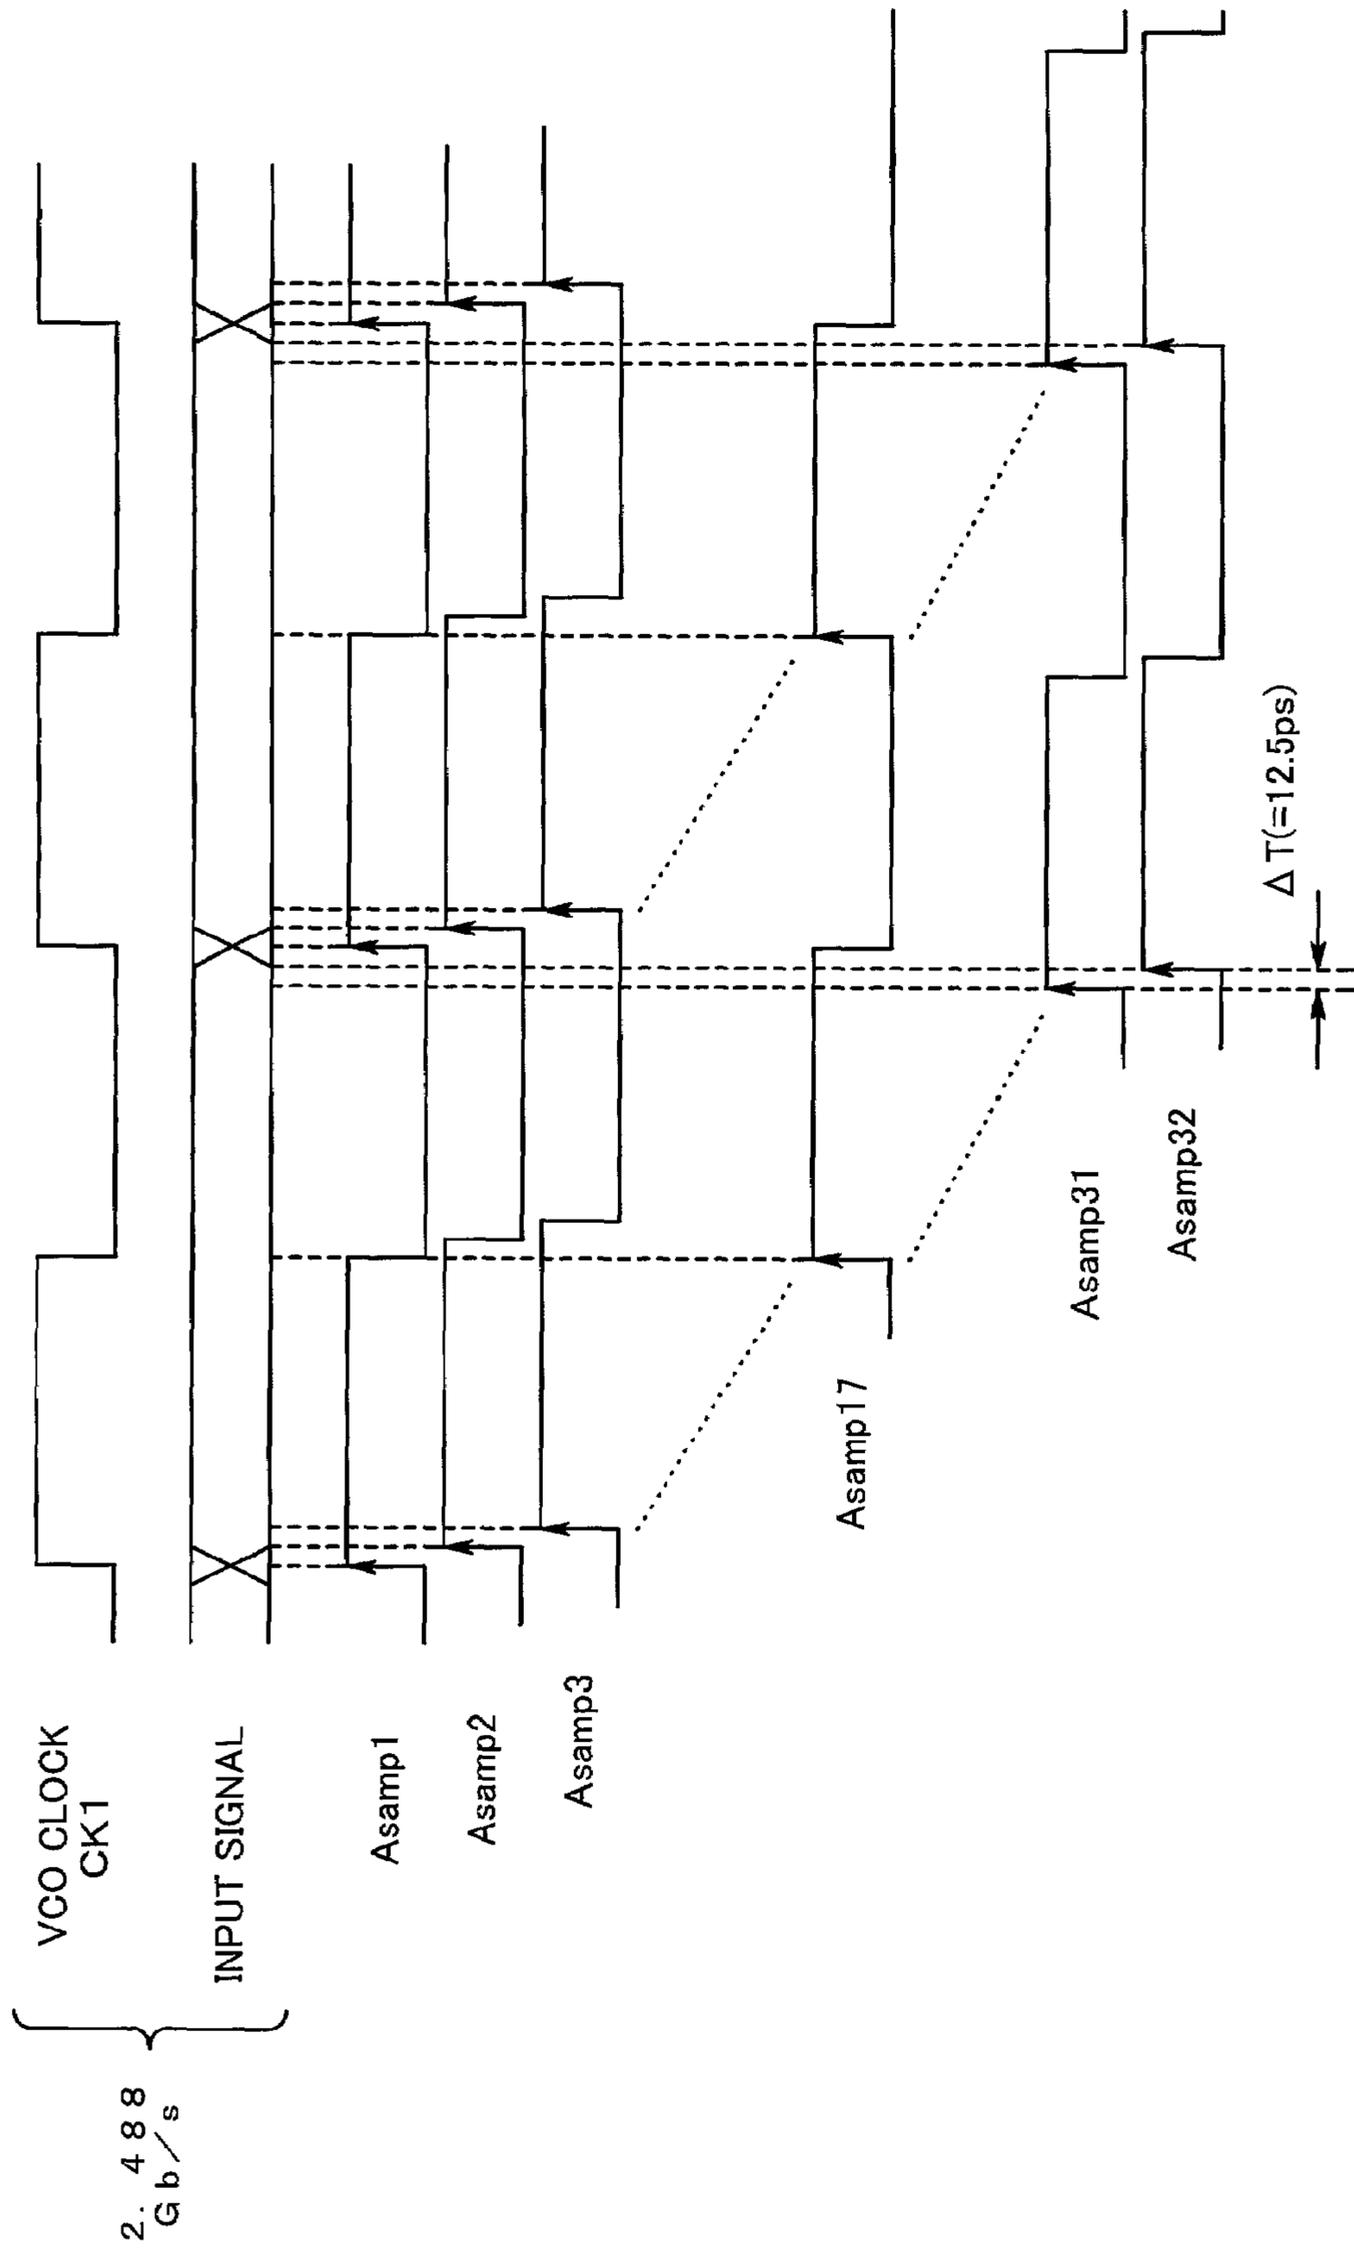 2. 488
Gb/s
VCO CLOCK
CK1
INPUT SIGNAL
Asamp1
Asamp2
Asamp3
Asamp17
Asamp31
Asamp32
ΔT(=12.5ps)